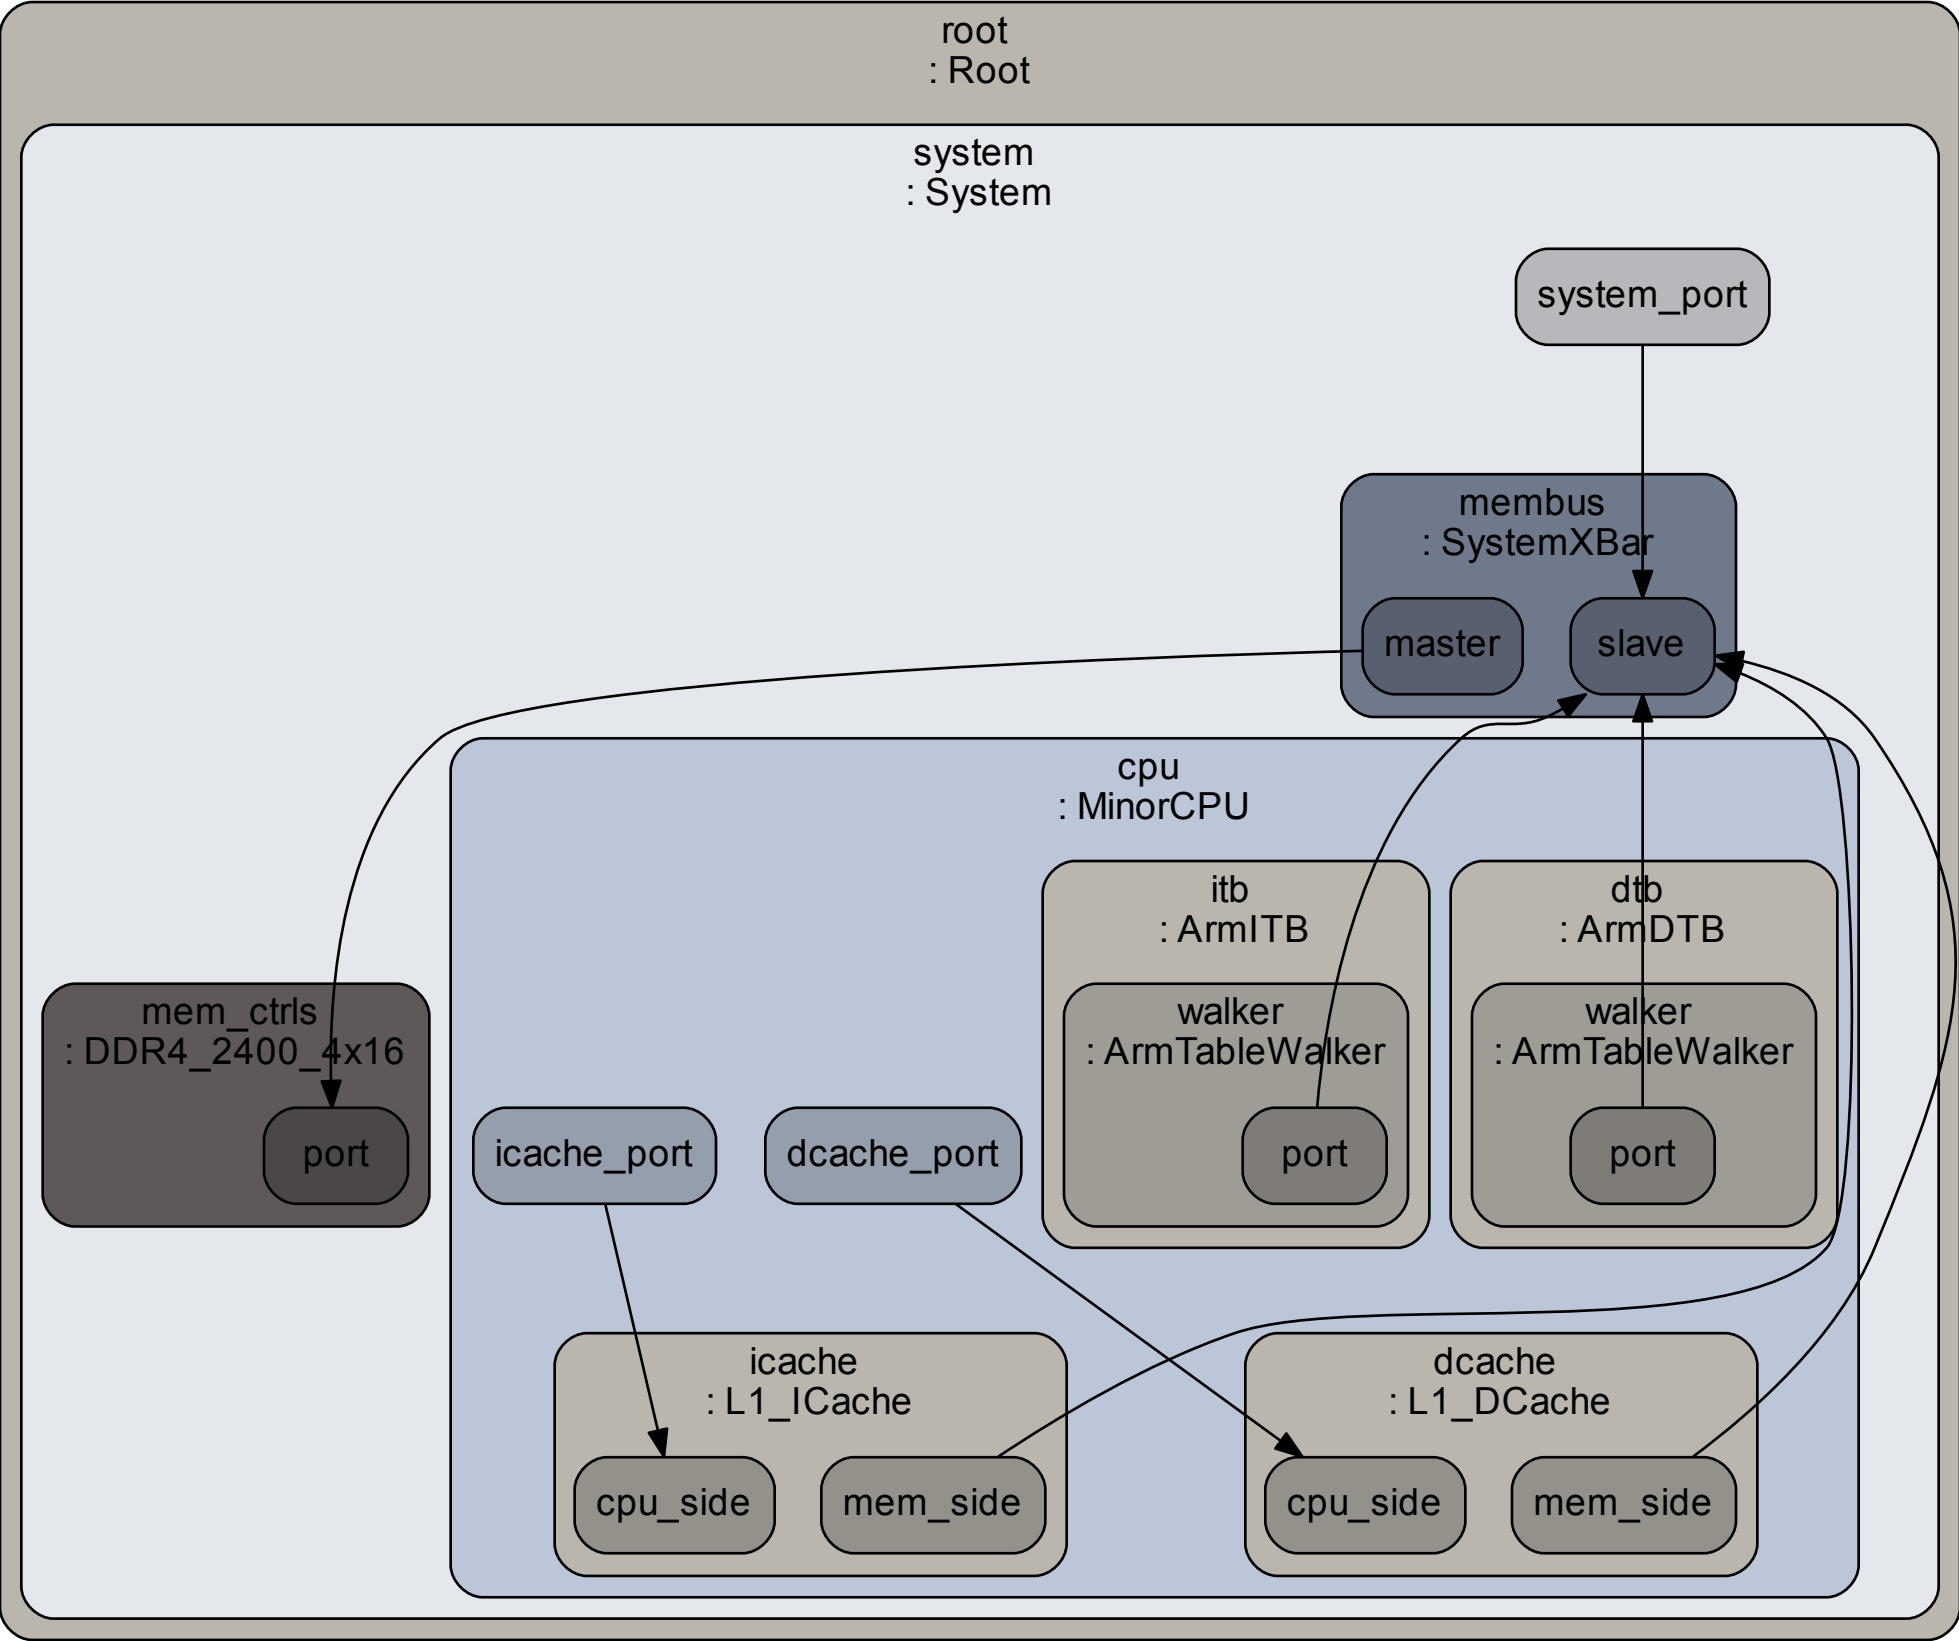 root
: Root
system
: System
system_port
membus
: SystemXBar
master
slave
cpu
: MinorCPU
itb
: ArmITB
dtb
: ArmDTB
mem_ctrls
: DDR4_2400_4x16
port
walker
: ArmTableWalker
port
walker
: ArmTableWalker
port
icache_port
dcache_port
icache
: L1_ICache
cpu_side
mem_side
dcache
: L1_DCache
cpu_side
mem_side